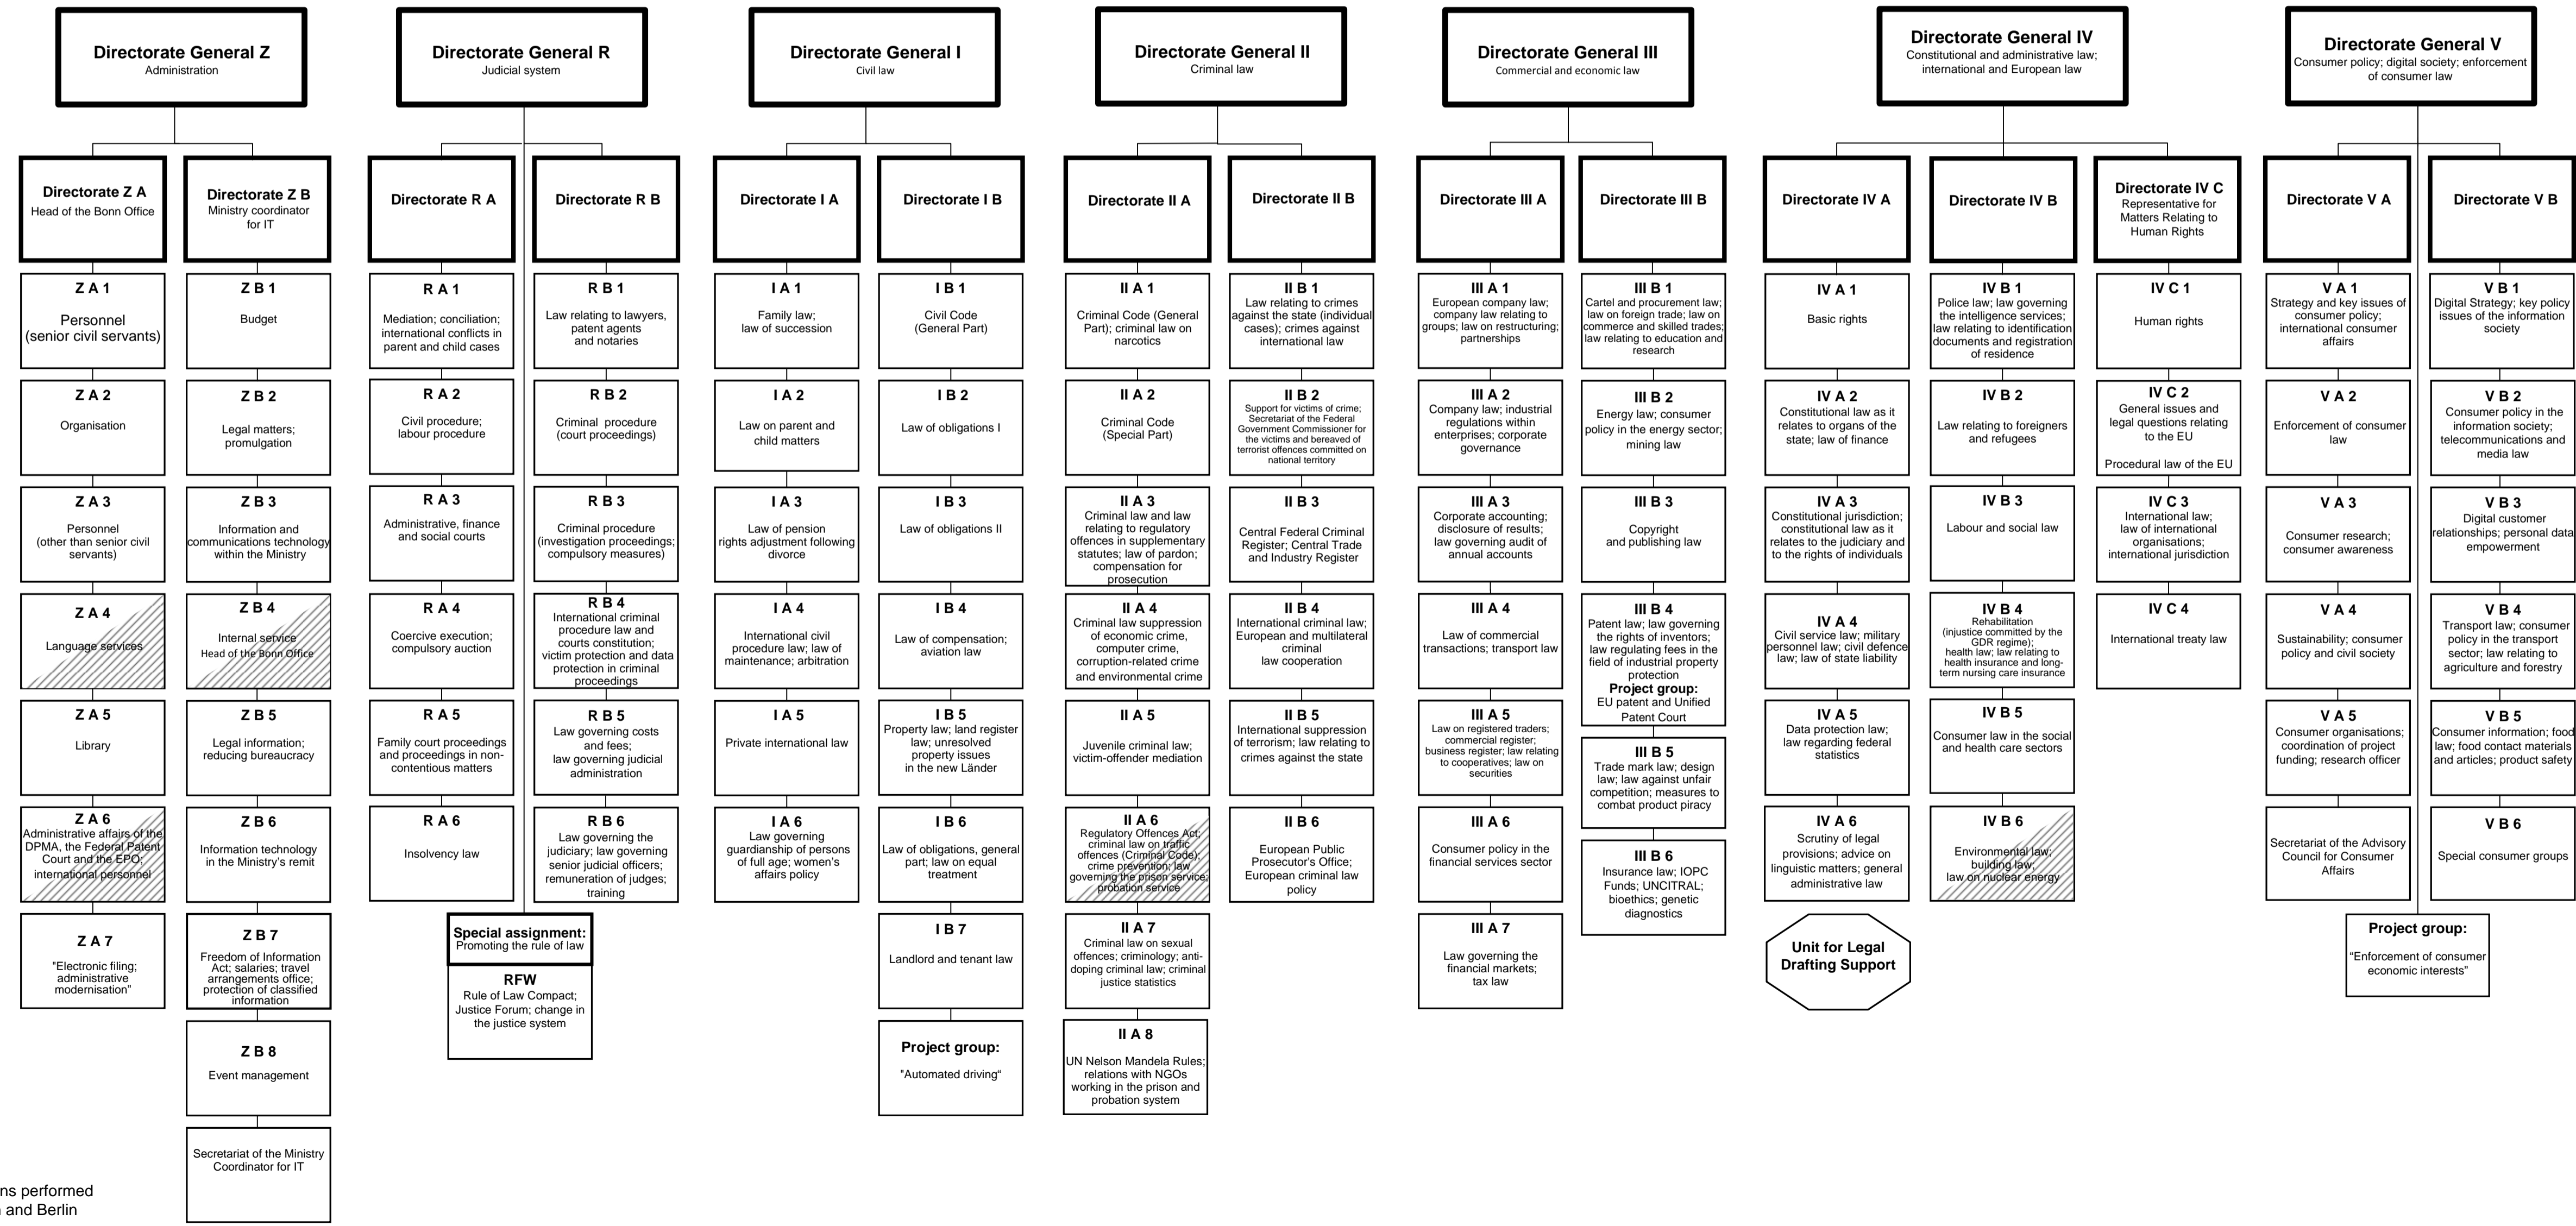 Directorate General Z
Administration
Directorate Z A
Head of the Bonn Office
Z A 1
Personnel
(senior civil servants)
Z A 2
Organisation
Z A 3
Personnel
(other than senior civil
servants)
Z A 4
Language services
Z A 5
Library
Z A 6
Administrative affairs of the
DPMA, the Federal Patent
Court and the EPO;
international personnel
Z A 7
"Electronic filing;
administrative
modernisation”
Directorate Z B
Ministry coordinator
for IT
Z B 1
Budget
Z B 2
Legal matters;
promulgation
Z B 3
Information and
communications technology
within the Ministry
Z B 4
Internal service
Head of the Bonn Office
Z B 5
Legal information;
reducing bureaucracy
Z B 6
Information technology
in the Ministry's remit
Z B 7
Freedom of Information
Act; salaries; travel
arrangements office;
protection of classified
information
Z B 8
Event management
Secretariat of the Ministry
Coordinator for IT
Directorate General R
Judicial system
Directorate R A
R A 1
Mediation; conciliation;
international conflicts in
parent and child cases
R A 2
Civil procedure;
labour procedure
R A 3
Administrative, finance
and social courts
R A 4
Coercive execution;
compulsory auction
R A 5
Family court proceedings
and proceedings in non-
contentious matters
R A 6
Insolvency law
Directorate R B
R B 1
Law relating to lawyers,
patent agents
and notaries
R B 2
Criminal procedure
(court proceedings)
R B 3
Criminal procedure
(investigation proceedings;
compulsory measures)
R B 4
International criminal
procedure law and
courts constitution;
victim protection and data
protection in criminal
proceedings
R B 5
Law governing costs
and fees;
law governing judicial
administration
R B 6
Law governing the
judiciary; law governing
senior judicial officers;
remuneration of judges;
training
Special assignment:
Promoting the rule of law
RFW
Rule of Law Compact;
Justice Forum; change in
the justice system
Directorate General I
Civil law
Directorate I A
I A 1
Family law;
law of succession
I A 2
Law on parent and
child matters
I A 3
Law of pension
rights adjustment following
divorce
I A 4
International civil
procedure law; law of
maintenance; arbitration
I A 5
Private international law
I A 6
Law governing
guardianship of persons
of full age; women's
affairs policy
Directorate I B
I B 1
Civil Code
(General Part)
I B 2
Law of obligations I
I B 3
Law of obligations II
I B 4
Law of compensation;
aviation law
I B 5
Property law; land register
law; unresolved
property issues
in the new Länder
I B 6
Law of obligations, general
part; law on equal
treatment
I B 7
Landlord and tenant law
Project group:
"Automated driving“
Directorate General II
Criminal law
Directorate II A
II A 1
Criminal Code (General
Part); criminal law on
narcotics
II A 2
Criminal Code
(Special Part)
II A 3
Criminal law and law
relating to regulatory
offences in supplementary
statutes; law of pardon;
compensation for
prosecution
II A 4
Criminal law suppression
of economic crime,
computer crime,
corruption-related crime
and environmental crime
II A 5
Juvenile criminal law;
victim-offender mediation
II A 6
Regulatory Offences Act;
criminal law on traffic
offences (Criminal Code);
crime prevention; law
governing the prison service;
probation service
II A 7
Criminal law on sexual
offences; criminology; anti-
doping criminal law; criminal
justice statistics
II A 8
UN Nelson Mandela Rules;
relations with NGOs
working in the prison and
probation system
Directorate II B
II B 1
Law relating to crimes
against the state (individual
cases); crimes against
international law
II B 2
Support for victims of crime;
Secretariat of the Federal
Government Commissioner for
the victims and bereaved of
terrorist offences committed on
national territory
II B 3
Central Federal Criminal
Register; Central Trade
and Industry Register
II B 4
International criminal law;
European and multilateral
criminal
law cooperation
II B 5
International suppression
of terrorism; law relating to
crimes against the state
II B 6
European Public
Prosecutor's Office;
European criminal law
policy
Directorate General III
Commercial and economic law
Directorate III A
III A 1
European company law;
company law relating to
groups; law on restructuring;
partnerships
III A 2
Company law; industrial
regulations within
enterprises; corporate
governance
III A 3
Corporate accounting;
disclosure of results;
law governing audit of
annual accounts
III A 4
Law of commercial
transactions; transport law
III A 5
Law on registered traders;
commercial register;
business register; law relating
to cooperatives; law on
securities
III A 6
Consumer policy in the
financial services sector
III A 7
Law governing the
financial markets;
tax law
Directorate III B
III B 1
Cartel and procurement law;
law on foreign trade; law on
commerce and skilled trades;
law relating to education and
research
III B 2
Energy law; consumer
policy in the energy sector;
mining law
III B 3
Copyright
and publishing law
III B 4
Patent law; law governing
the rights of inventors;
law regulating fees in the
field of industrial property
protection
Project group:
EU patent and Unified
Patent Court
III B 5
Trade mark law; design
law; law against unfair
competition; measures to
combat product piracy
III B 6
Insurance law; IOPC
Funds; UNCITRAL;
bioethics; genetic
diagnostics
Directorate General IV
Constitutional and administrative law;
international and European law
Directorate IV A
IV A 1
Basic rights
IV A 2
Constitutional law as it
relates to organs of the
state; law of finance
IV A 3
Constitutional jurisdiction;
constitutional law as it
relates to the judiciary and
to the rights of individuals
IV A 4
Civil service law; military
personnel law; civil defence
law; law of state liability
IV A 5
Data protection law;
law regarding federal
statistics
IV A 6
Scrutiny of legal
provisions; advice on
linguistic matters; general
administrative law
Unit for Legal
Drafting Support
Directorate IV B
IV B 1
Police law; law governing
the intelligence services;
law relating to identification
documents and registration
of residence
IV B 2
Law relating to foreigners
and refugees
IV B 3
Labour and social law
IV B 4
Rehabilitation
(injustice committed by the
GDR regime);
health law; law relating to
health insurance and long-
term nursing care insurance
IV B 5
Consumer law in the social
and health care sectors
IV B 6
Environmental law;
building law;
law on nuclear energy
Directorate IV C
Representative for
Matters Relating to
Human Rights
IV C 1
Human rights
IV C 2
General issues and
legal questions relating
to the EU
Procedural law of the EU
IV C 3
International law;
law of international
organisations;
international jurisdiction
IV C 4
International treaty law
Directorate General V
Consumer policy; digital society; enforcement
of consumer law
Directorate V A
V A 1
Strategy and key issues of
consumer policy;
international consumer
affairs
V A 2
Enforcement of consumer
law
V A 3
Consumer research;
consumer awareness
V A 4
Sustainability; consumer
policy and civil society
V A 5
Consumer organisations;
coordination of project
funding; research officer
Secretariat of the Advisory
Council for Consumer
Affairs
Directorate V B
V B 1
Digital Strategy; key policy
issues of the information
society
V B 2
Consumer policy in the
information society;
telecommunications and
media law
V B 3
Digital customer
relationships; personal data
empowerment
V B 4
Transport law; consumer
policy in the transport
sector; law relating to
agriculture and forestry
V B 5
Consumer information; food
law; food contact materials
and articles; product safety
V B 6
Special consumer groups
Project group:
“Enforcement of consumer
economic interests”
ns performed
and Berlin